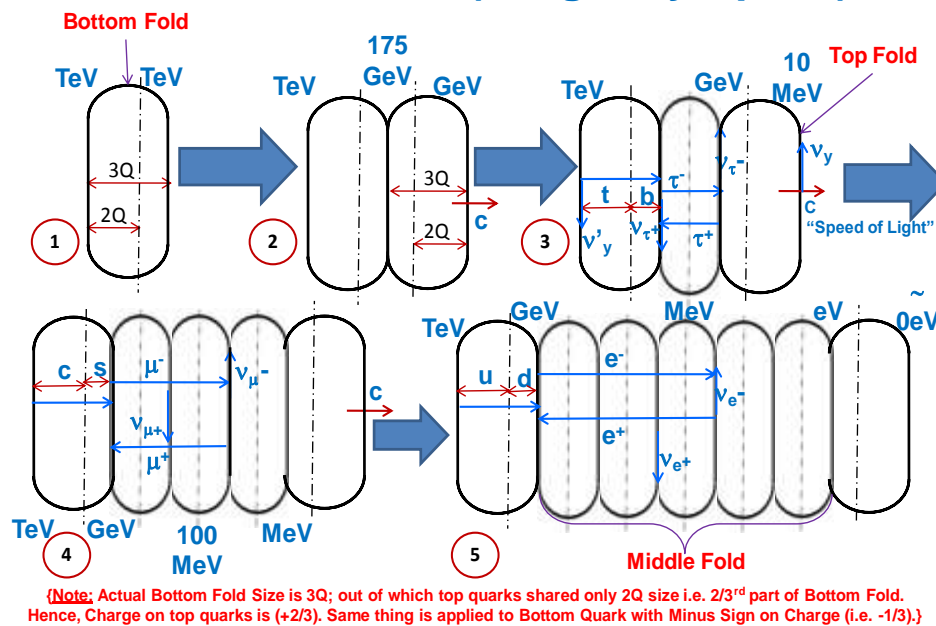 Bottom Fold
TeV TeV
3Q
2Q
1
175
GeV
TeV GeV
3Q
2Q
c
2
TeV GeV 10
MeV
Top Fold
t b
τ⁻
ν'y
ντ+
τ⁺
ντ-
νy
c
"Speed of Light"
3
c s
μ⁻
νμ-
νμ+
μ⁺
c
TeV GeV 100
MeV
MeV
4
TeV GeV MeV eV ~
0eV
u d
e⁻
νe-
e⁺
νe+
5
Middle Fold
{Note: Actual Bottom Fold Size is 3Q; out of which top quarks shared only 2Q size i.e. 2/3rd part of Bottom Fold.
Hence, Charge on top quarks is (+2/3). Same thing is applied to Bottom Quark with Minus Sign on Charge (i.e. -1/3).}